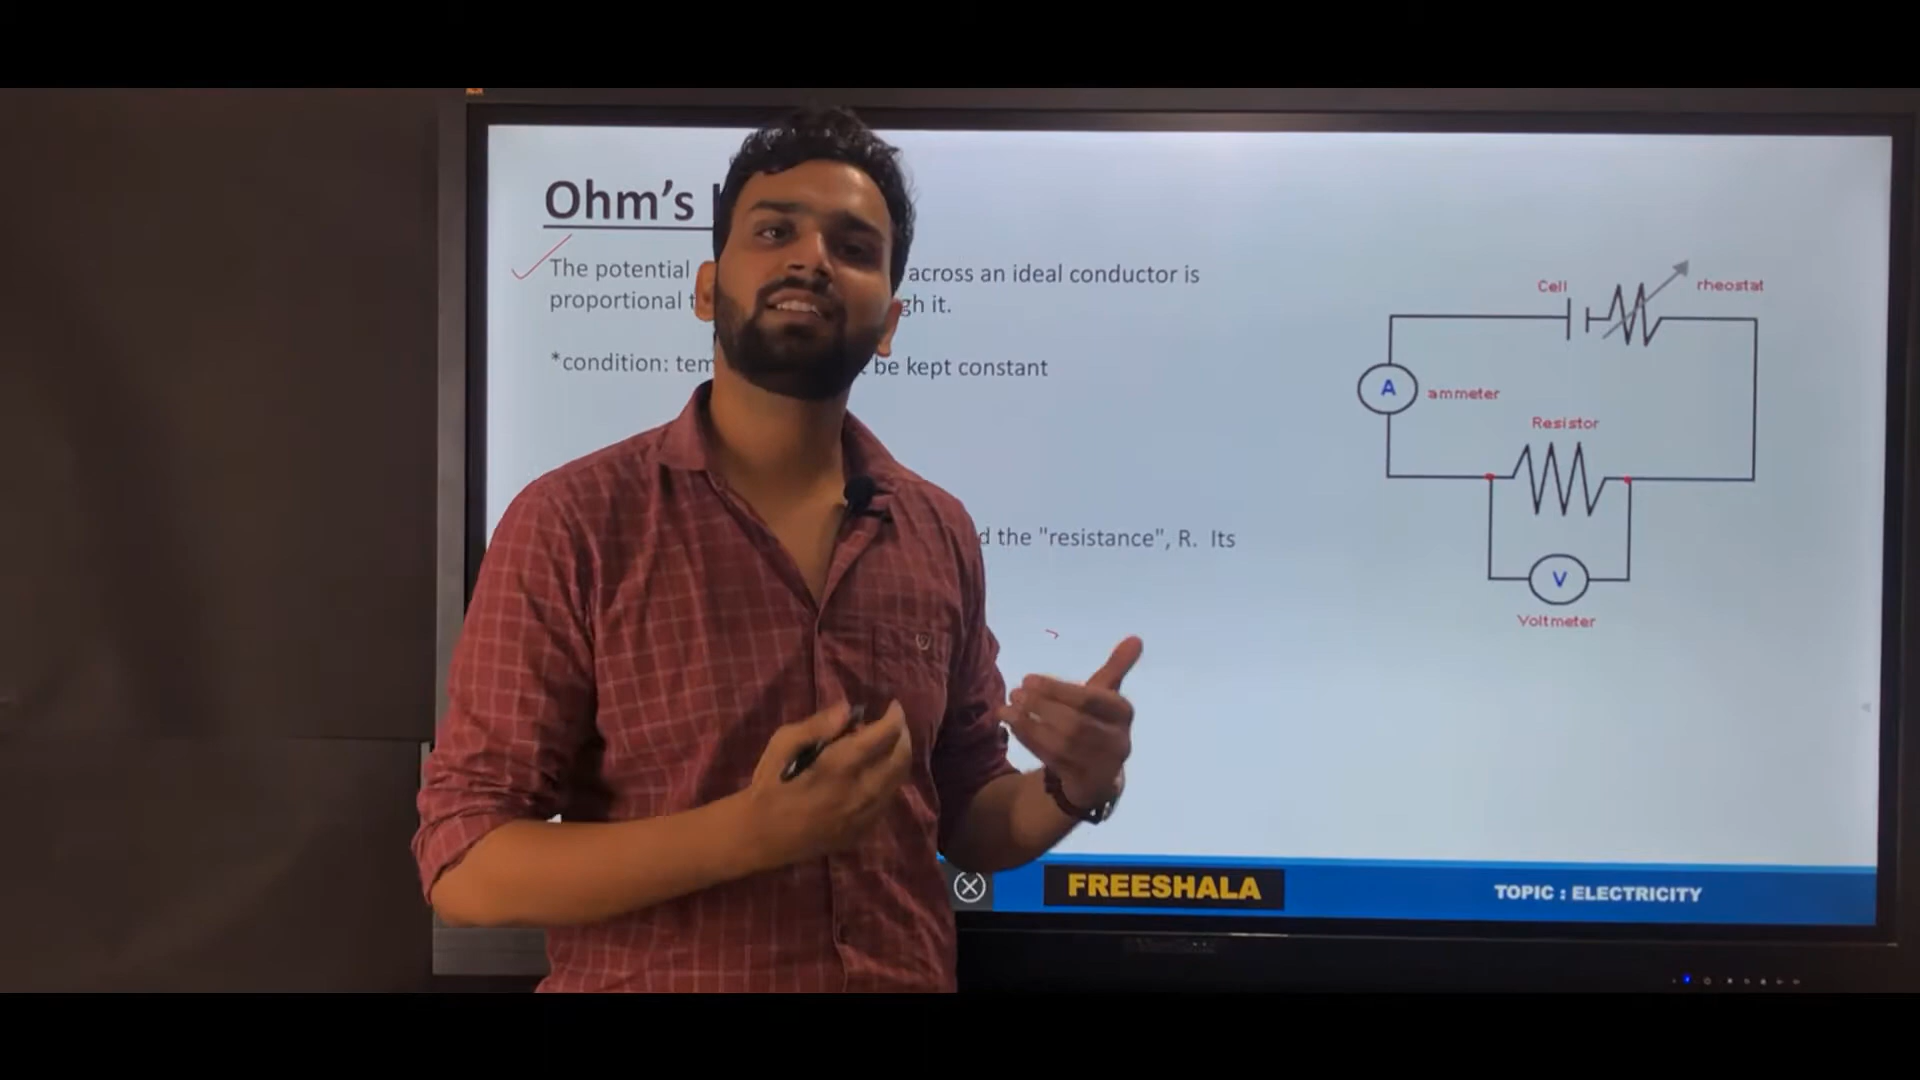 Ohm's
The potential across an ideal conductor is
proportional gh it.
*condition: tem be kept constant
d the "resistance", R. Its
Cell
rheostat
A
ammeter
Resistor
V
Voltmeter
FREESHALA
TOPIC : ELECTRICITY